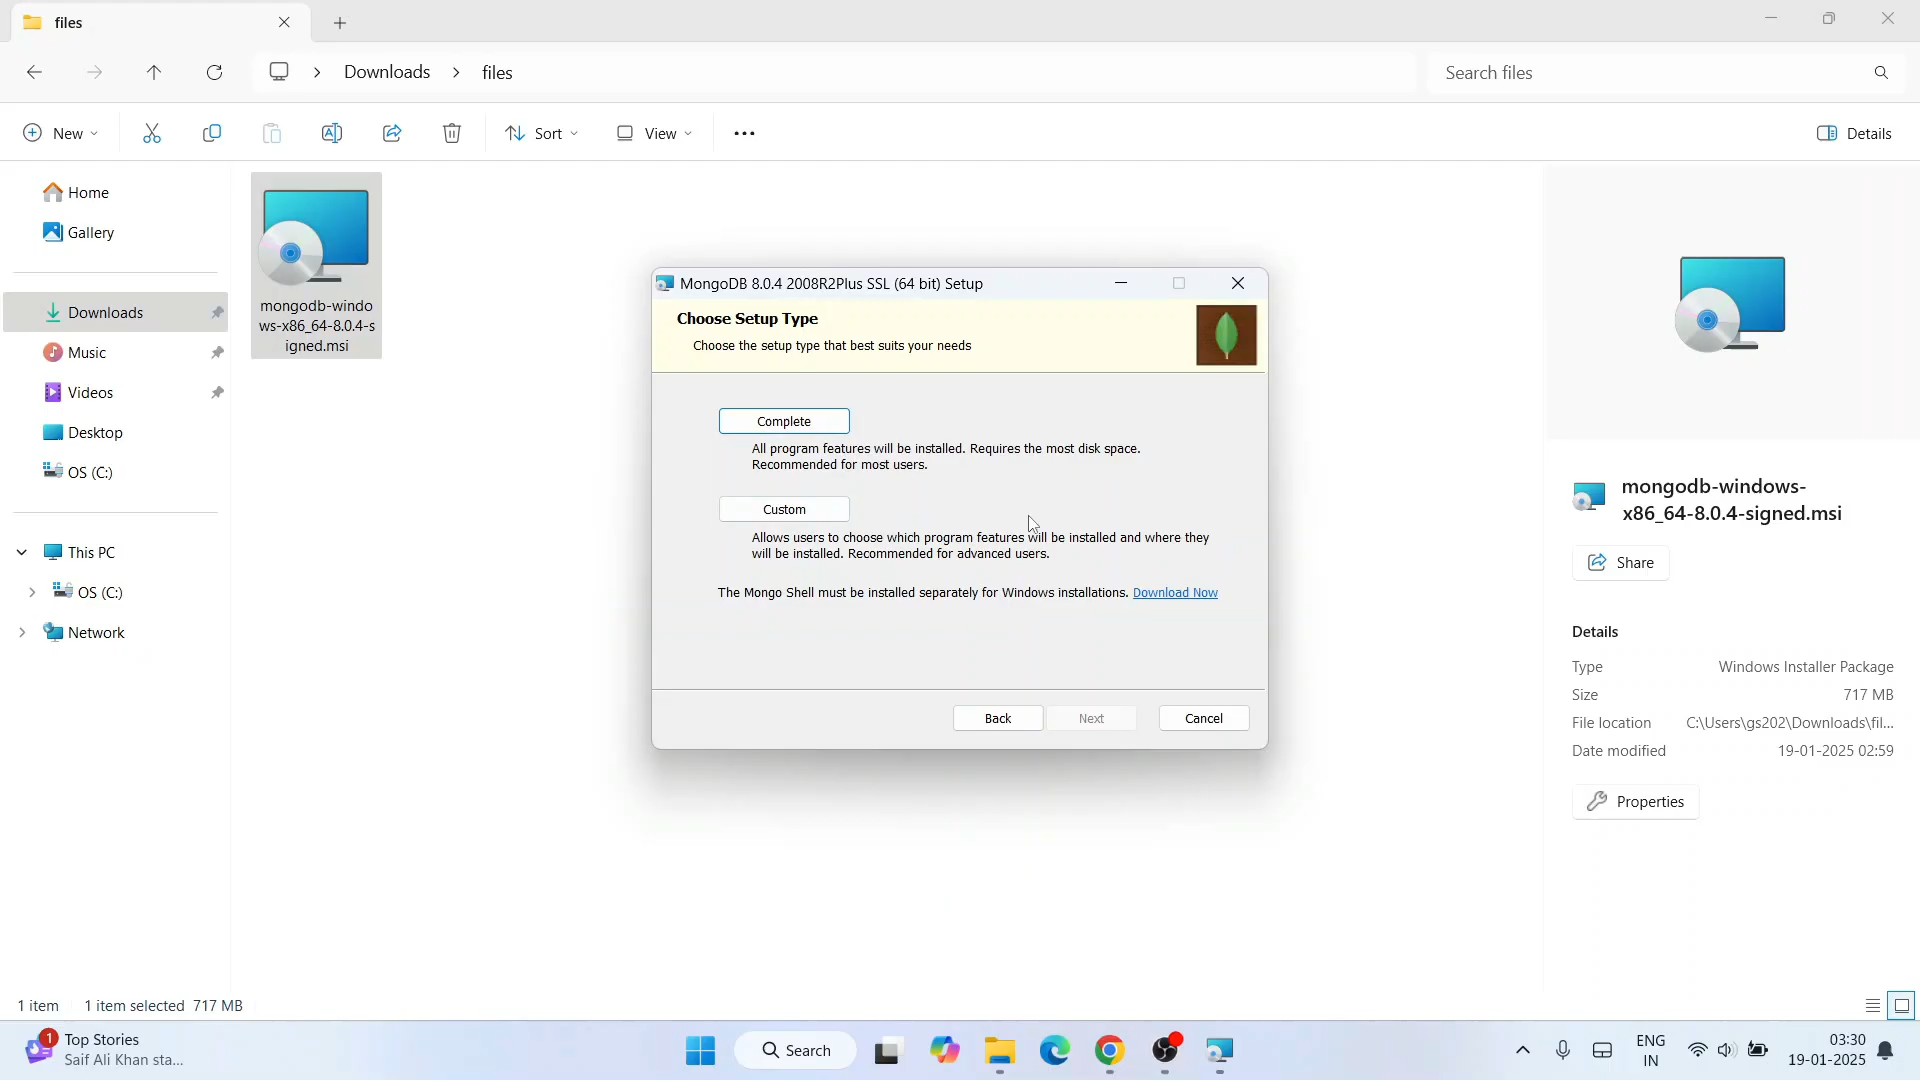 files
Downloads
files
Search files
New
Sort
View
Details
Home
Gallery
Downloads
Music
Videos
Desktop
OS (C:)
This PC
OS (C:)
Network
mongodb-windo
ws-x86_64-8.0.4-s
igned.msi
MongoDB 8.0.4 2008R2Plus SSL (64 bit) Setup
Choose Setup Type
Choose the setup type that best suits your needs
Complete
All program features will be installed. Requires the most disk space.
Recommended for most users.
Custom
Allows users to choose which program features will be installed and where they
will be installed. Recommended for advanced users.
The Mongo Shell must be installed separately for Windows installations. Download Now
Back
Next
Cancel
mongodb-windows-
x86_64-8.0.4-signed.msi
Share
Details
Type Windows Installer Package
Size 717 MB
File location C:\Users\gs202\Downloads\fil...
Date modified 19-01-2025 02:59
Properties
1 item 1 item selected 717 MB
1
Top Stories
Saif Ali Khan sta...
Search
ENG
IN
03:30
19-01-2025